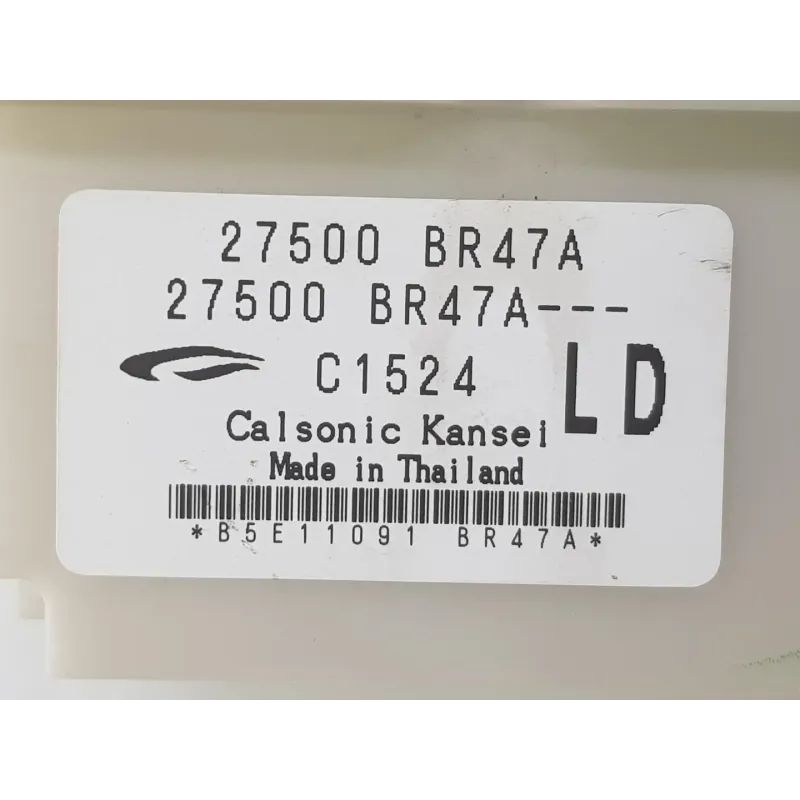 27500 BR47A
27500 BR47A---
C1524
LD
Calsonic Kansei
Made in Thailand
*B5E11091 BR47A*